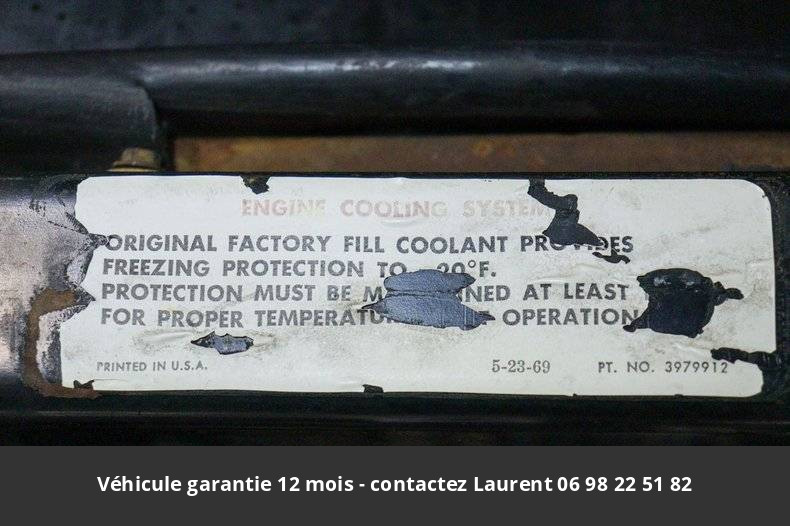 ENGINE COOLING SYSTEM
ORIGINAL FACTORY FILL COOLANT PROVIDES
FREEZING PROTECTION TO 20°F.
PROTECTION MUST BE AT LEAST
FOR PROPER OPERATION
PRINTED IN U.S.A. 5-23-69 PT. NO. 3979912
Véhicule garantie 12 mois - contactez Laurent 06 98 22 51 82